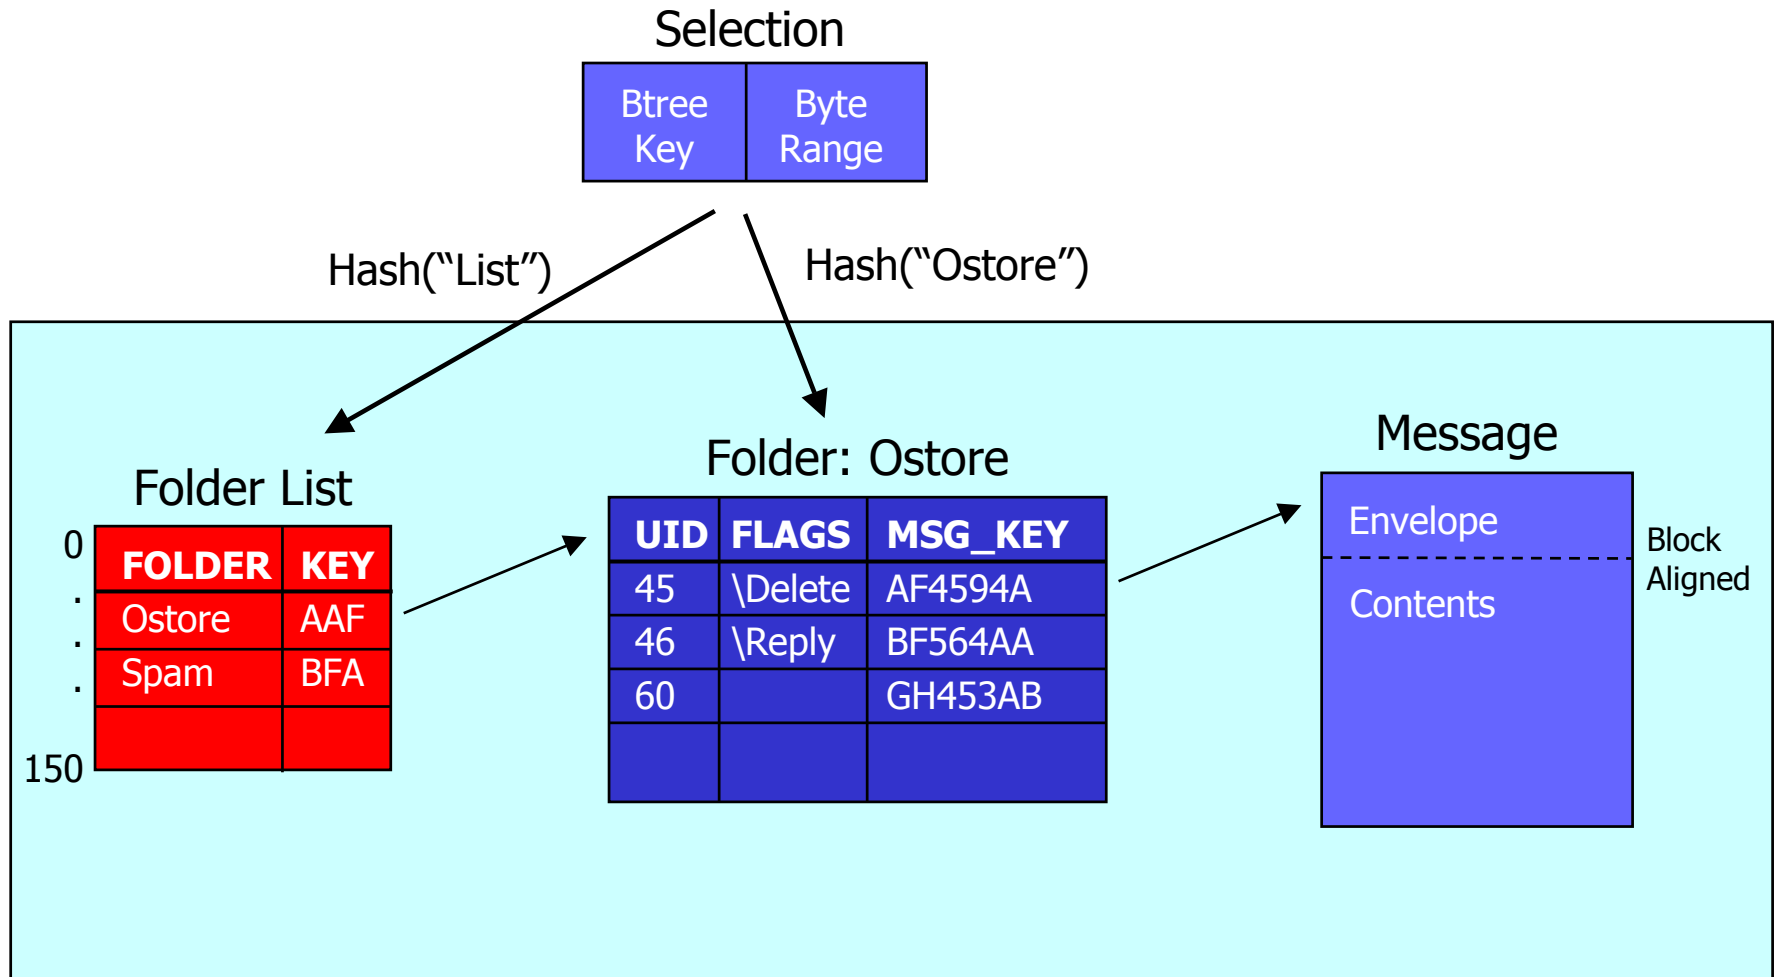 Selection
Btree Key
Byte Range
Hash(“List”)
Hash(“Ostore”)
Folder List
0
.
.
.
150
FOLDER KEY
Ostore AAF
Spam BFA
Folder: Ostore
UID FLAGS MSG_KEY
45 \Delete AF4594A
46 \Reply BF564AA
60 GH453AB
Message
Envelope
Contents
Block
Aligned